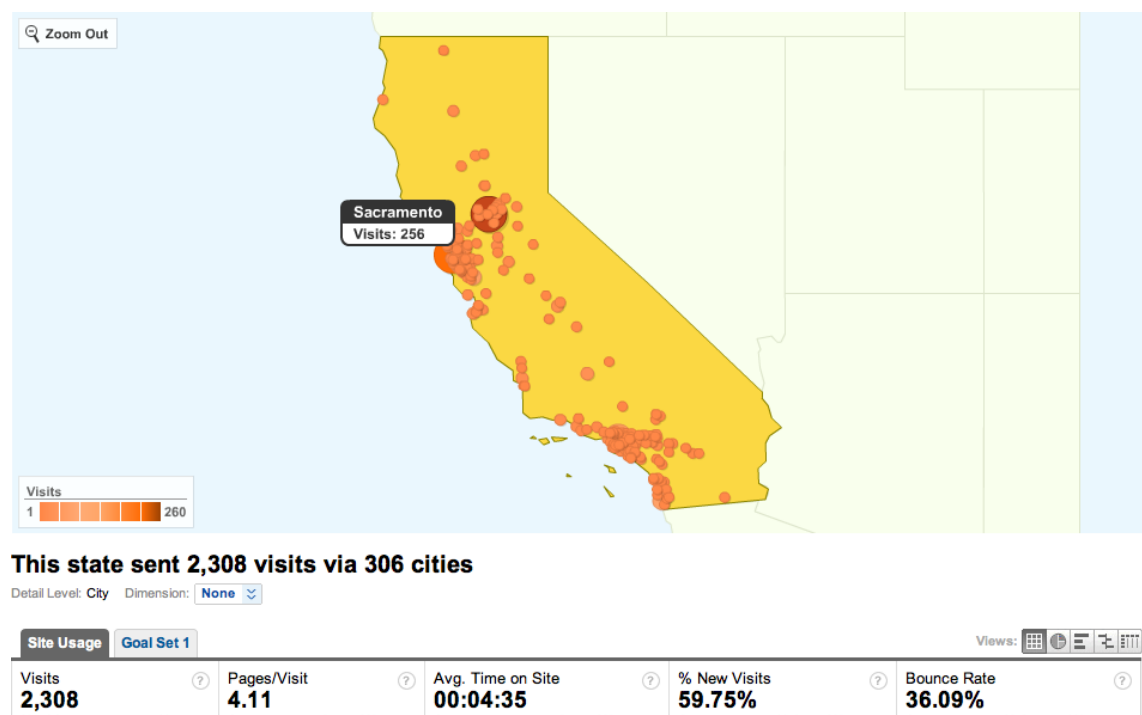 Zoom Out
Sacramento
Visits: 256
Visits
1 260
This state sent 2,308 visits via 306 cities
Detail Level: City Dimension: None
Site Usage Goal Set 1 Views:
Visits ? Pages/Visit ? Avg. Time on Site ? % New Visits ? Bounce Rate ?
2,308 4.11 00:04:35 59.75% 36.09%